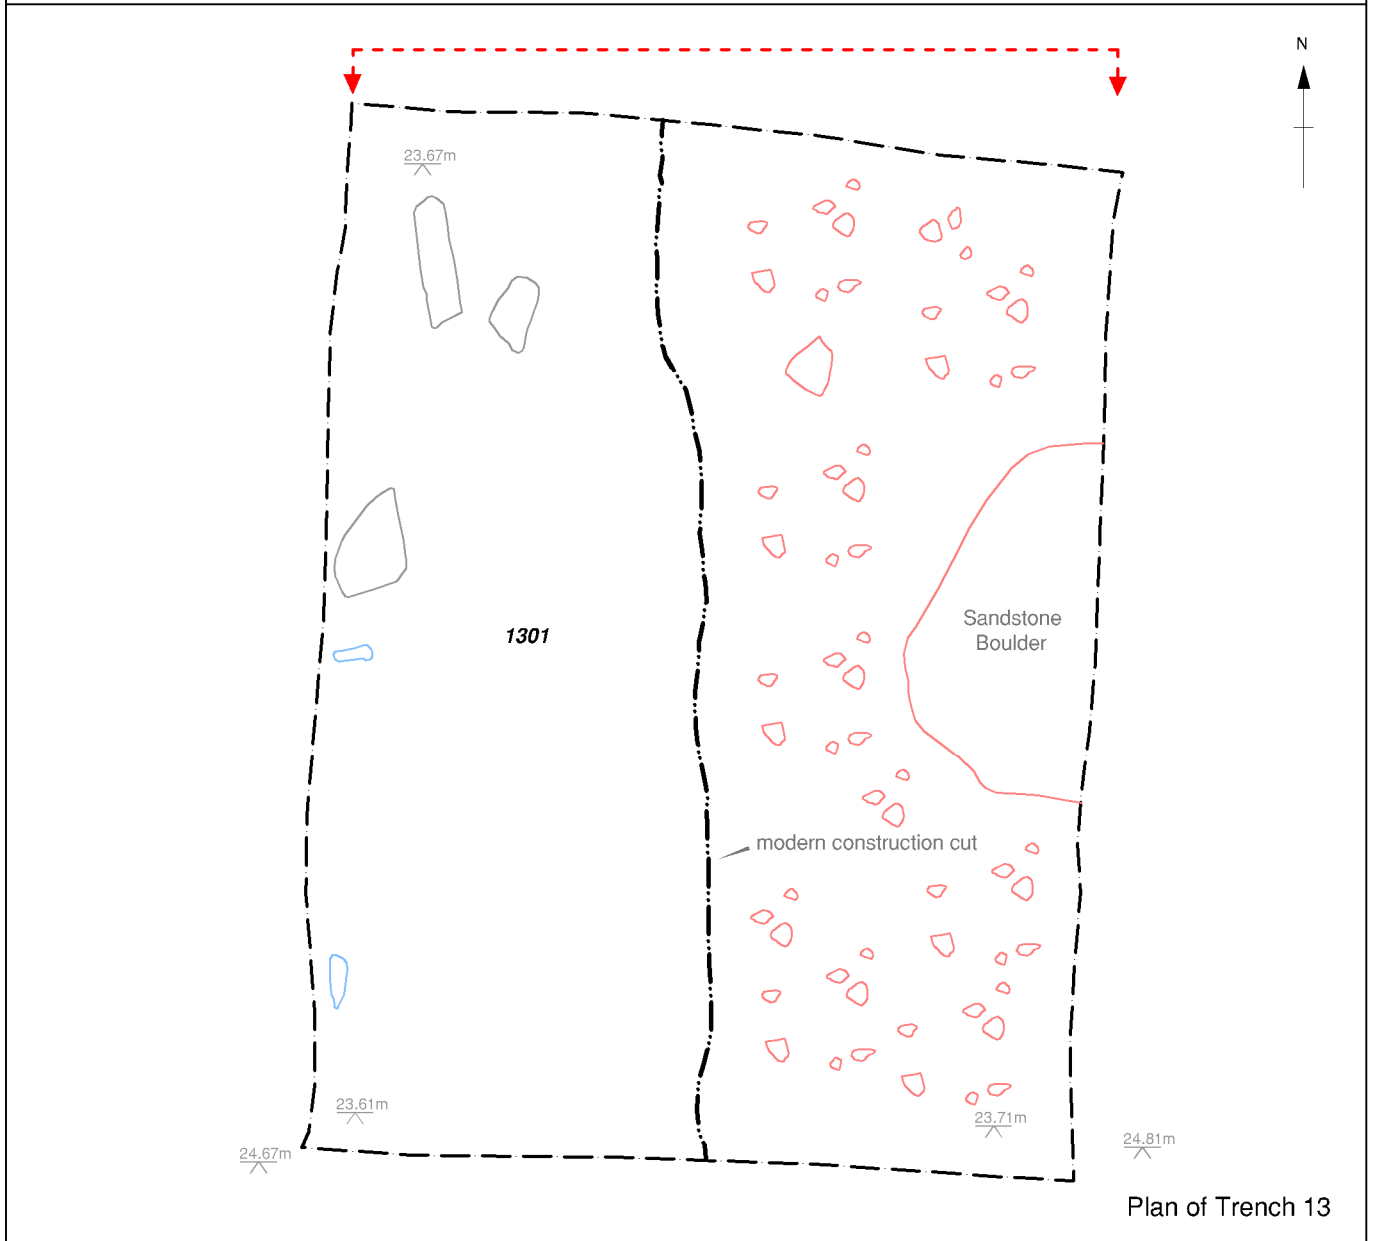 N
23.67m
Sandstone
Boulder
1301
modern construction cut
23.61m
23.71m
24.67m
24.81m
Plan of Trench 13